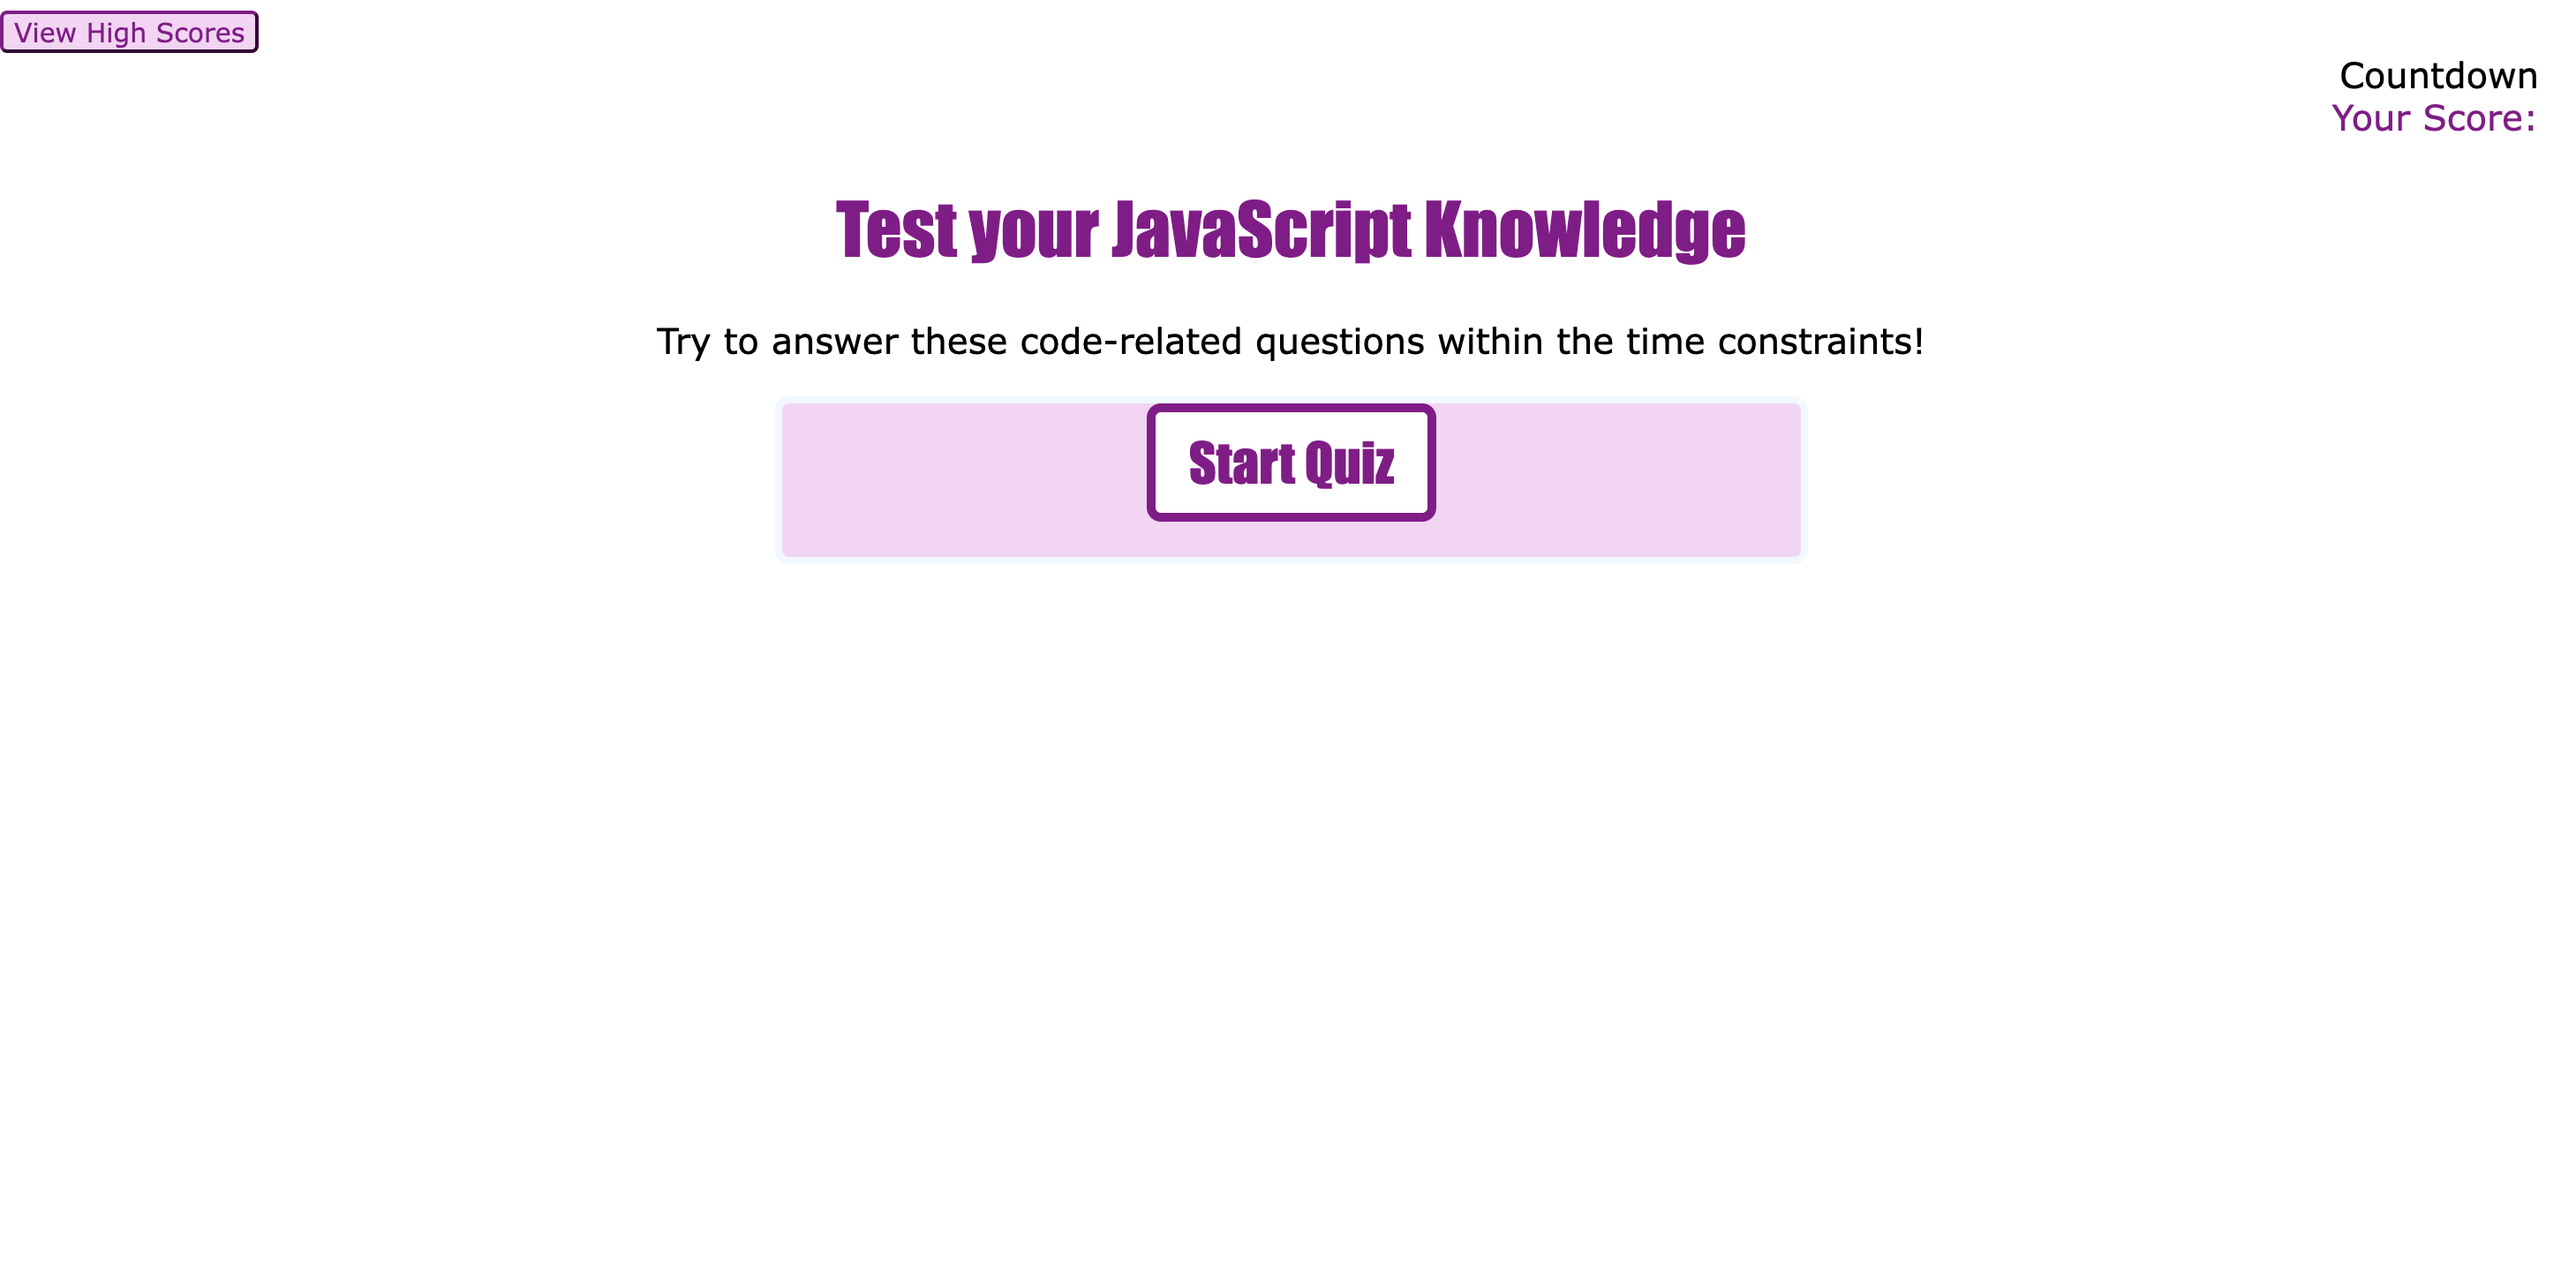 View High Scores
Countdown
Your Score:
Test your JavaScript Knowledge
Try to answer these code-related questions within the time constraints!
Start Quiz